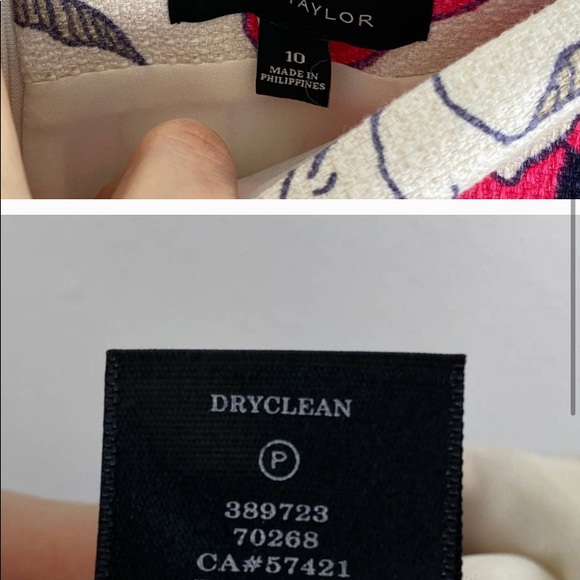 TAYLOR
10
MADE IN
PHILIPPINES
DRYCLEAN
P
389723
70268
CA#57421